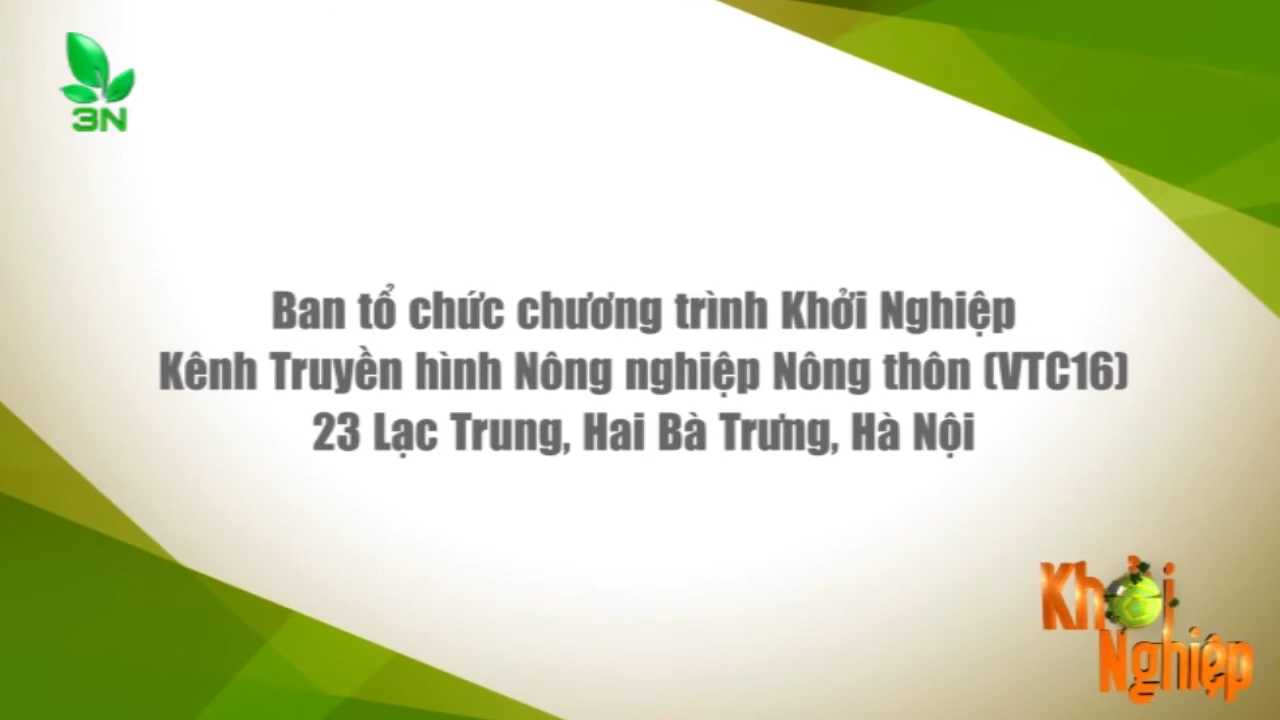 3N
Ban tổ chức chương trình Khởi Nghiệp
Kênh Truyền hình Nông nghiệp Nông thôn (VTC16)
23 Lạc Trung, Hai Bà Trưng, Hà Nội
Khởi
Nghiệp